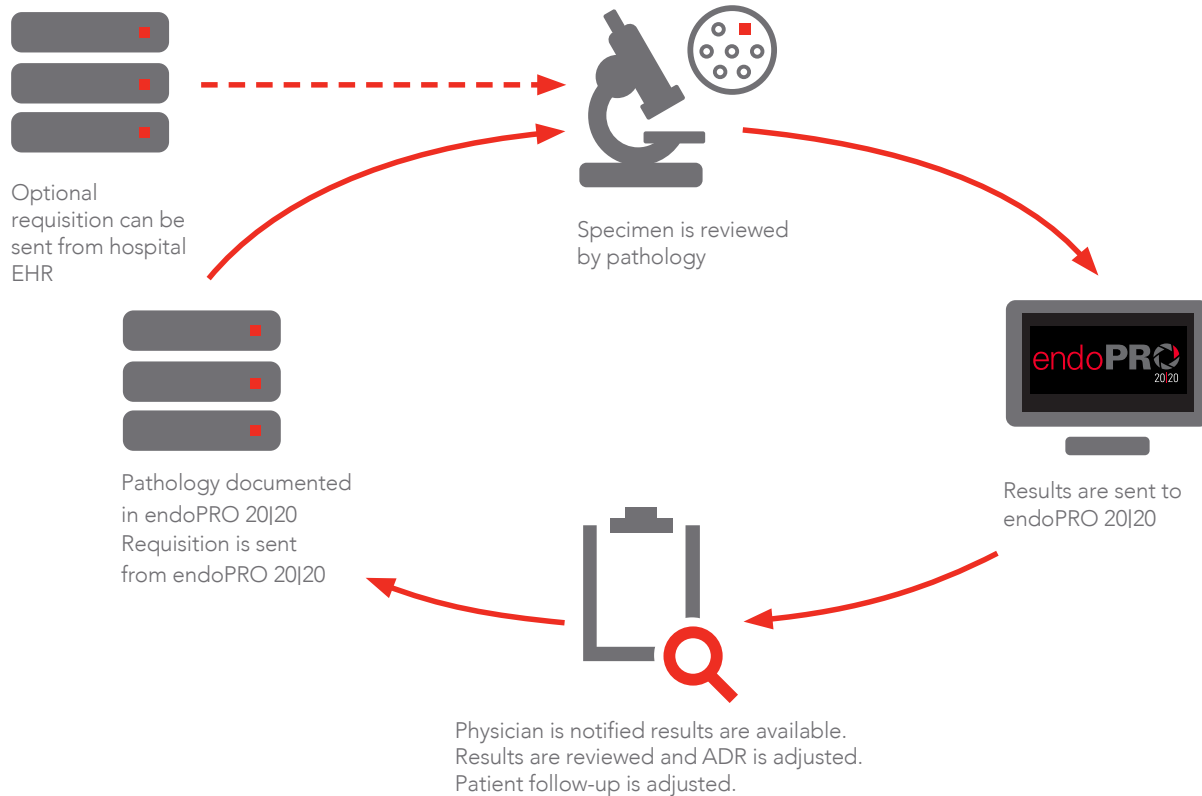 Optional
requisition can be
sent from hospital
EHR
Specimen is reviewed
by pathology
endoPRO
20|20
Results are sent to
endoPRO 20|20
Pathology documented
in endoPRO 20|20
Requisition is sent
from endoPRO 20|20
Physician is notified results are available.
Results are reviewed and ADR is adjusted.
Patient follow-up is adjusted.